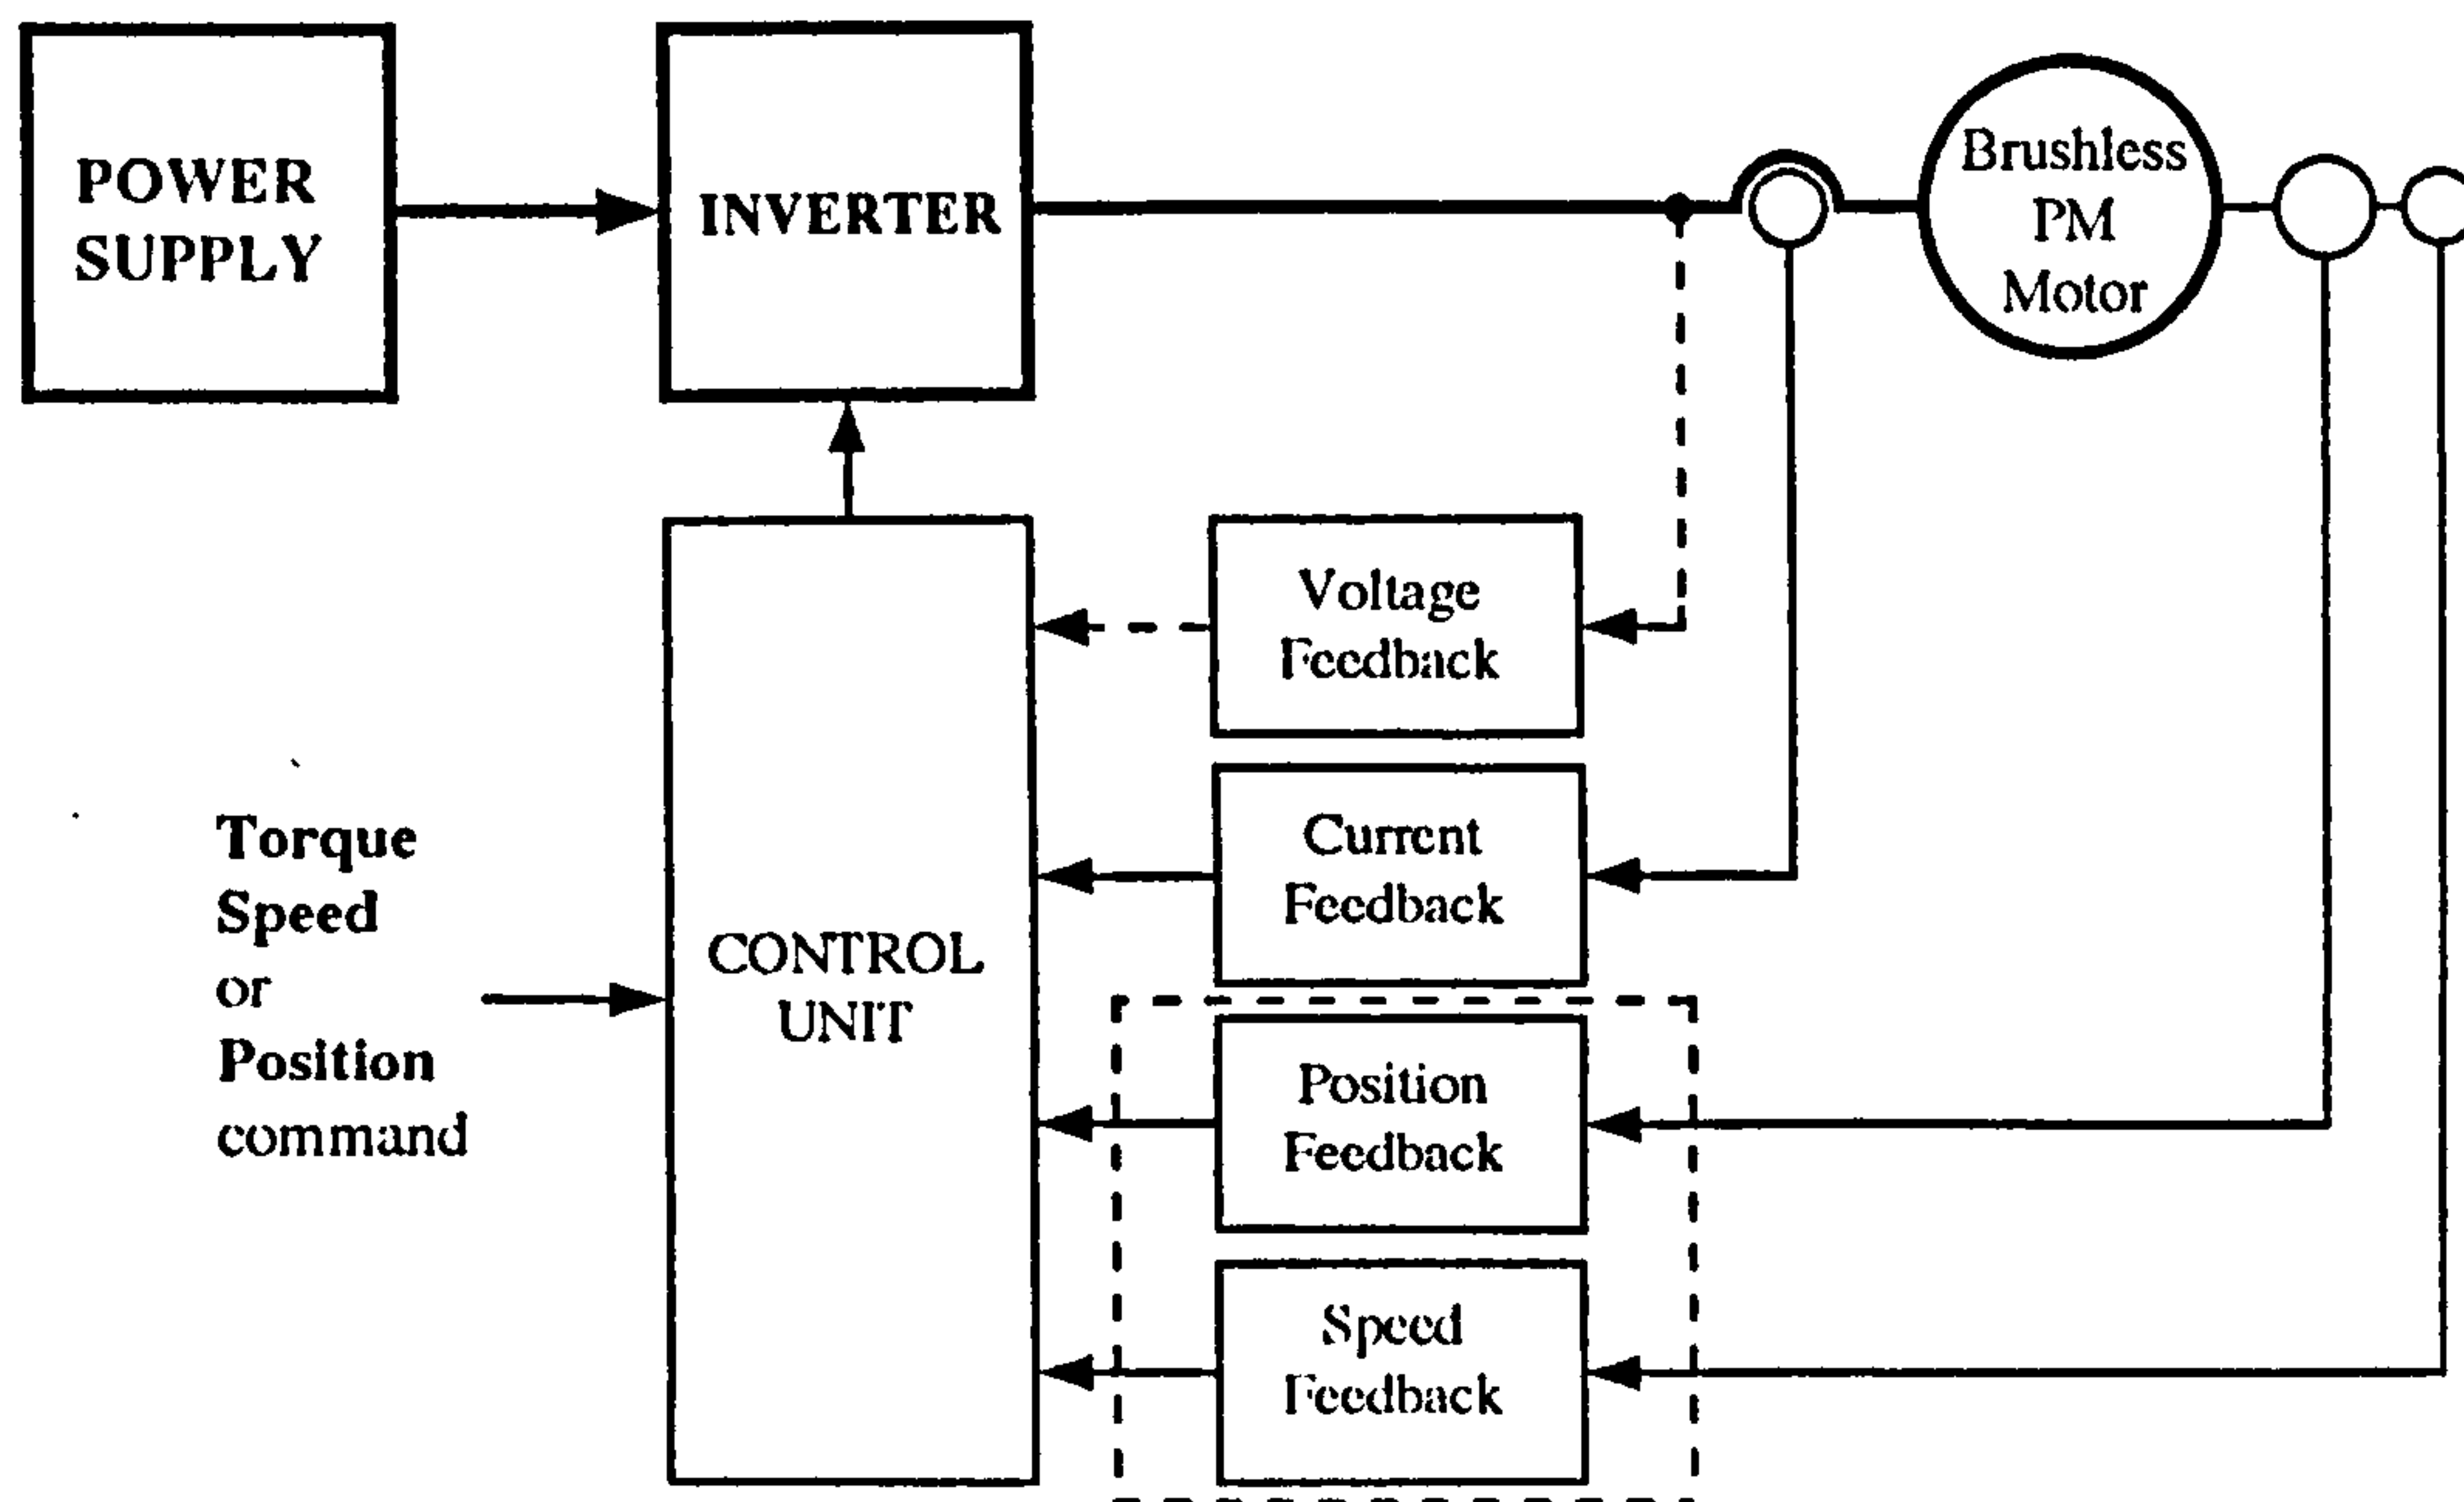 POWER
SUPPLY
INVERTER
Brushless
PM
Motor
Voltage
Feedback
Current
Feedback
Torque
Speed
or
Position
command
CONTROL
UNIT
Position
Feedback
Speed
Feedback